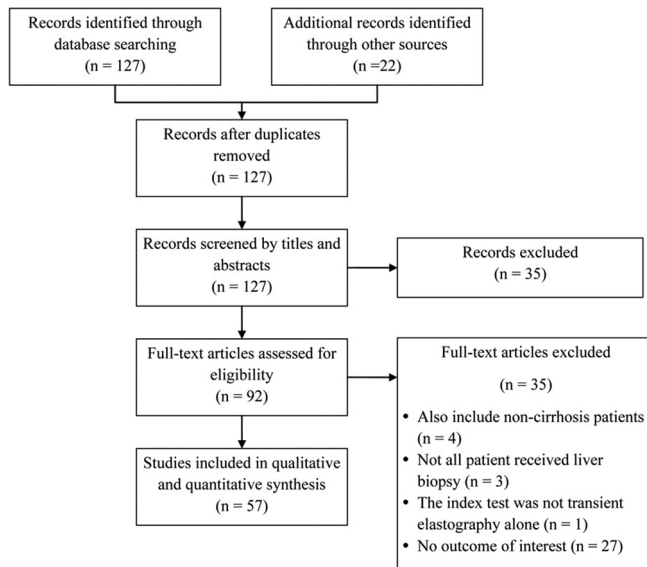 Records identified through
database searching
(n = 127)
Additional records identified
through other sources
(n =22)
Records after duplicates
removed
(n = 127)
Records screened by titles and
abstracts
(n = 127)
Records excluded
(n = 35)
Full-text articles assessed for
eligibility
(n = 92)
Full-text articles excluded
(n = 35)
• Also include non-cirrhosis patients
(n = 4)
• Not all patient received liver
biopsy (n = 3)
• The index test was not transient
elastography alone (n = 1)
• No outcome of interest (n = 27)
Studies included in qualitative
and quantitative synthesis
(n = 57)